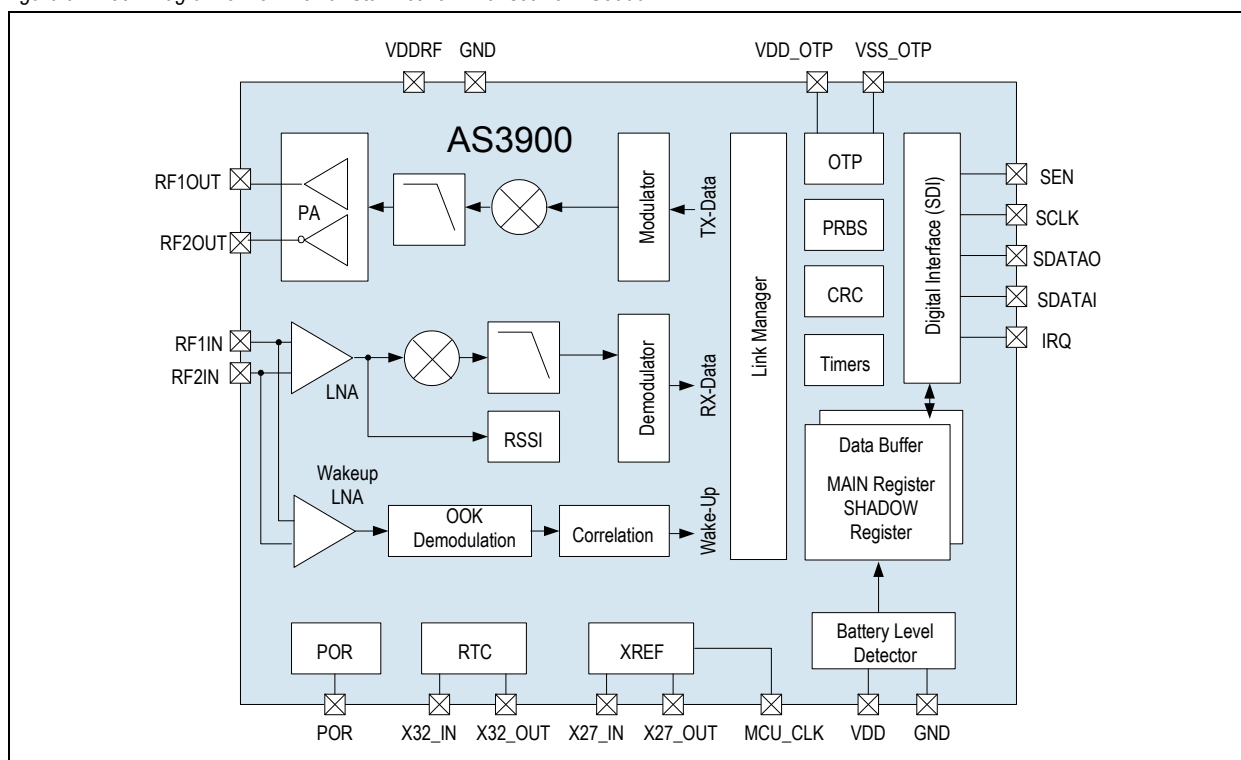 VDDRF GND
VDD_OTP VSS_OTP
AS3900
PA
Modulator
TX-Data
Link Manager
OTP
PRBS
CRC
Timers
Digital Interface (SDI)
RF1OUT
RF2OUT
SEN
SCLK
SDATAO
SDATAI
IRQ
RF1IN
RF2IN
LNA
RSSI
Demodulator
RX-Data
Data Buffer
MAIN Register
SHADOW
Register
Wakeup
LNA
OOK
Demodulation
Correlation
Wake-Up
Battery Level
Detector
POR
RTC
XREF
POR
X32_IN
X32_OUT
X27_IN
X27_OUT
MCU_CLK
VDD
GND